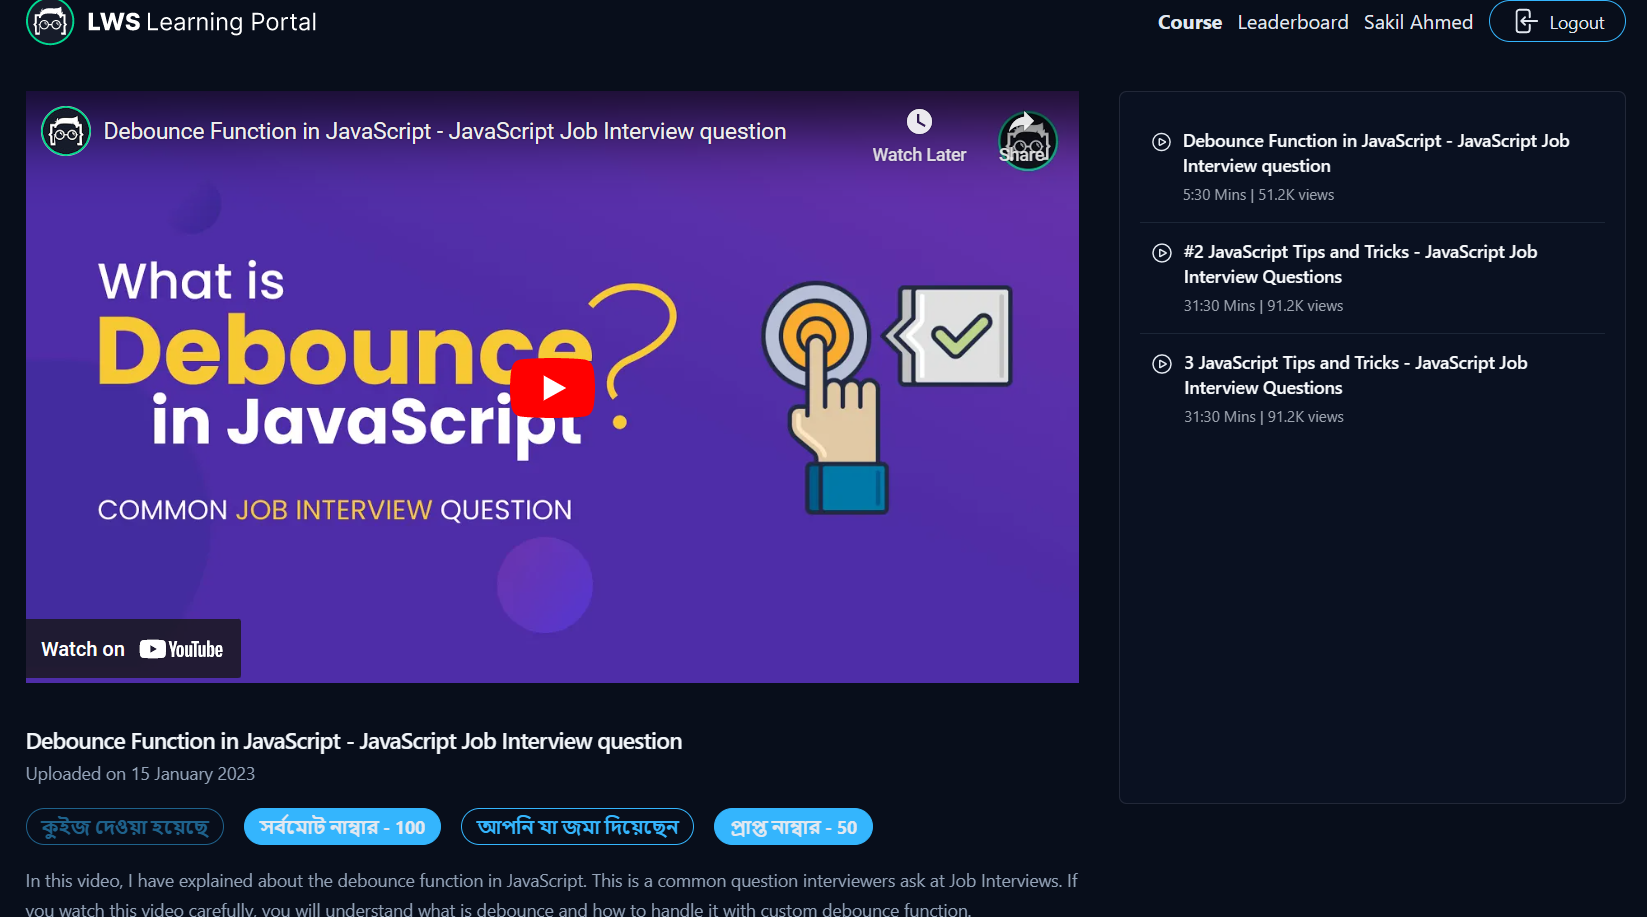 LWS Learning Portal
Course Leaderboard Sakil Ahmed Logout
Debounce Function in JavaScript - JavaScript Job Interview question
Watch Later
Share
What is
Debounce
?
in JavaScript
COMMON JOB INTERVIEW QUESTION
Watch on YouTube
Debounce Function in JavaScript - JavaScript Job Interview question
Uploaded on 15 January 2023
কুইজ দেওয়া হয়েছে সর্বমোট নাম্বার - 100 আপনি যা জমা দিয়েছেন প্রাপ্ত নাম্বার - 50
In this video, I have explained about the debounce function in JavaScript. This is a common question interviewers ask at Job Interviews. If
you watch this video carefully, you will understand what is debounce and how to handle it with custom debounce function.
Debounce Function in JavaScript - JavaScript Job
Interview question
5:30 Mins | 51.2K views
#2 JavaScript Tips and Tricks - JavaScript Job
Interview Questions
31:30 Mins | 91.2K views
3 JavaScript Tips and Tricks - JavaScript Job
Interview Questions
31:30 Mins | 91.2K views